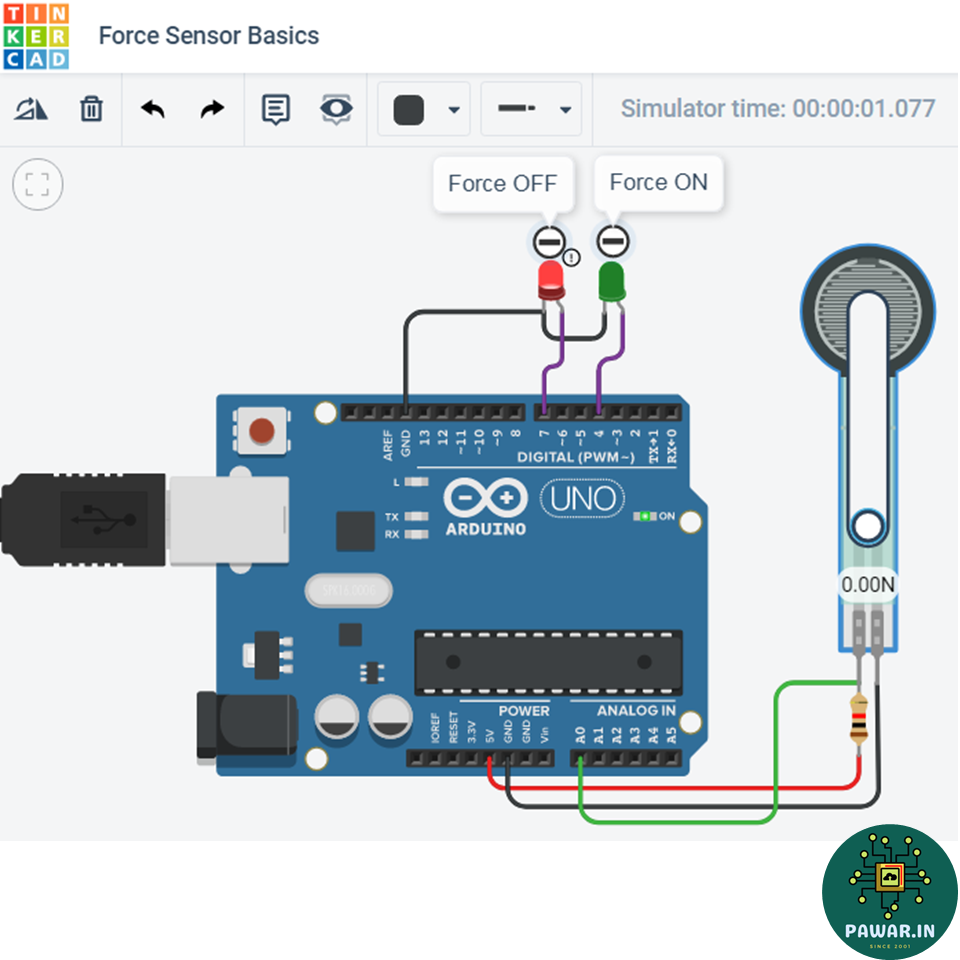 TIN
KER
CAD
Force Sensor Basics
Simulator time: 00:00:01.077
Force OFF
Force ON
AREF
GND
13
12
~11
~10
~9
8
7
~6
~5
4
~3
2
TX→1
RX←0
DIGITAL (PWM~)
L
TX
RX
ARDUINO
UNO
ON
0.00N
POWER
ANALOG IN
IOREF
RESET
3.3V
5V
GND
GND
Vin
A0
A1
A2
A3
A4
A5
PAWAR.IN
SINCE 2001